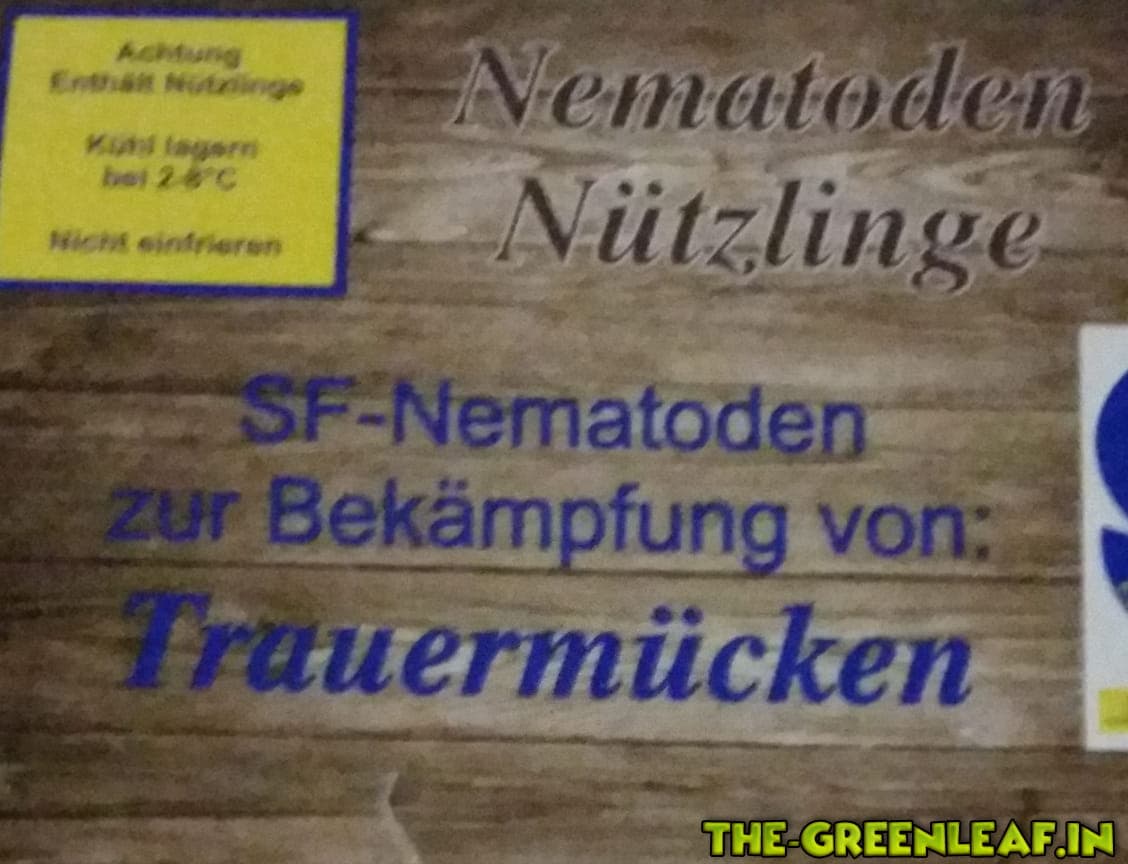 Achtung
Enthält Nützlinge
Kühl lagern
bei 2-8°C
Nicht einfrieren
Nematoden
Nützlinge
SF-Nematoden
zur Bekämpfung von:
Trauermücken
THE-GREENLEAF.IN